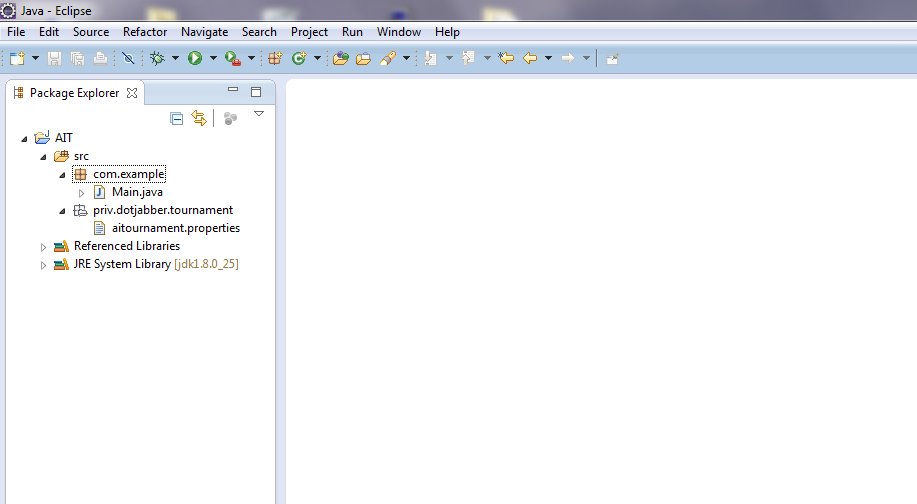 Java - Eclipse
File Edit Source Refactor Navigate Search Project Run Window Help
Package Explorer
AIT
src
com.example
Main.java
priv.dotjabber.tournament
aitournament.properties
Referenced Libraries
JRE System Library [jdk1.8.0_25]